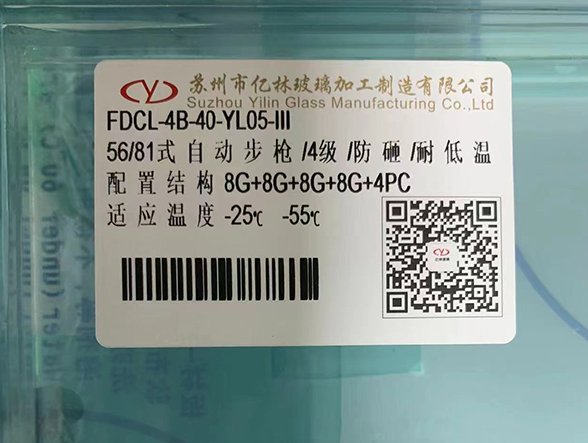 苏州市亿林玻璃加工制造有限公司
Suzhou Yilin Glass Manufacturing Co.,Ltd
FDCL-4B-40-YL05-III
56/81式自动步枪/4级/防砸/耐低温
配置结构 8G+8G+8G+8G+4PC
适应温度 -25℃ -55℃